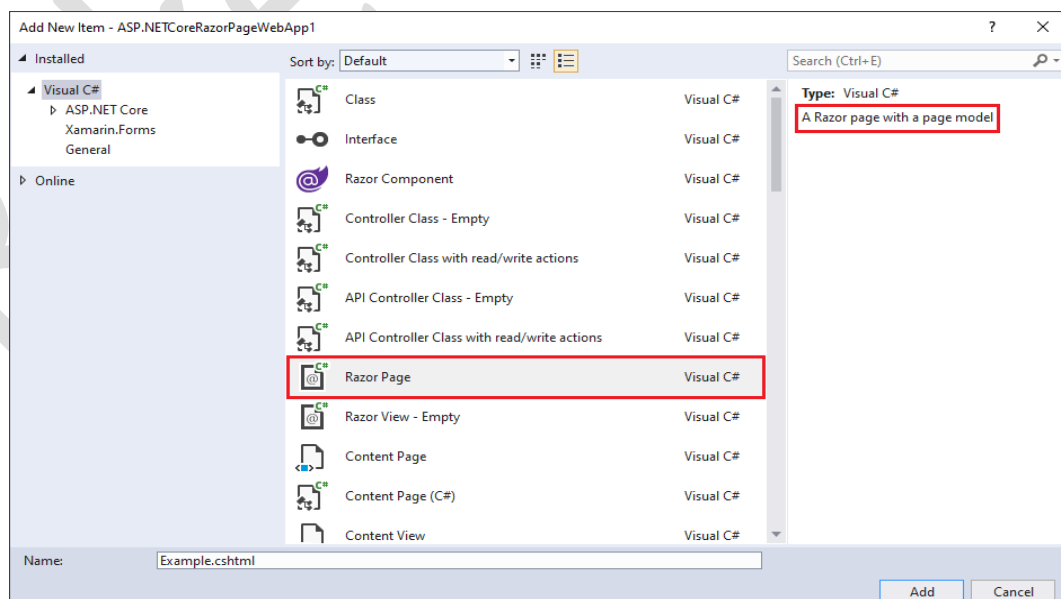 Add New Item - ASP.NETCoreRazorPageWebApp1
? ×
Installed
Sort by: Default
Search (Ctrl+E)
Visual C#
ASP.NET Core
Xamarin.Forms
General
Online
Class Visual C#
Interface Visual C#
Razor Component Visual C#
Controller Class - Empty Visual C#
Controller Class with read/write actions Visual C#
API Controller Class - Empty Visual C#
API Controller Class with read/write actions Visual C#
Razor Page Visual C#
Razor View - Empty Visual C#
Content Page Visual C#
Content Page (C#) Visual C#
Content View Visual C#
Type: Visual C#
A Razor page with a page model
Name: Example.cshtml
Add Cancel